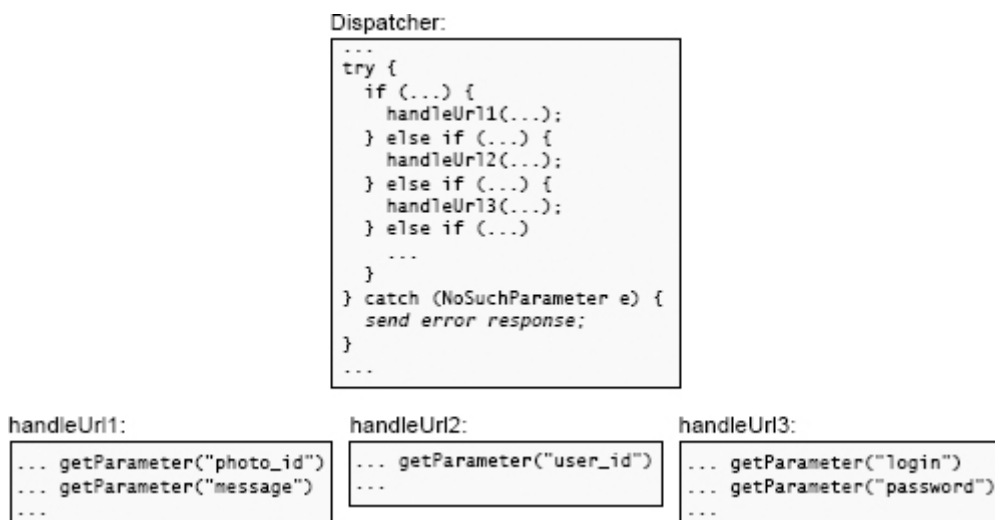 Dispatcher:
...
try {
if (...) {
handleUrl1(...);
} else if (...) {
handleUrl2(...);
} else if (...) {
handleUrl3(...);
} else if (...)
...
}
} catch (NoSuchParameter e) {
send error response;
}
...
handleUrl1:
... getParameter("photo_id")
... getParameter("message")
...
handleUrl2:
... getParameter("user_id")
...
handleUrl3:
... getParameter("login")
... getParameter("password")
...